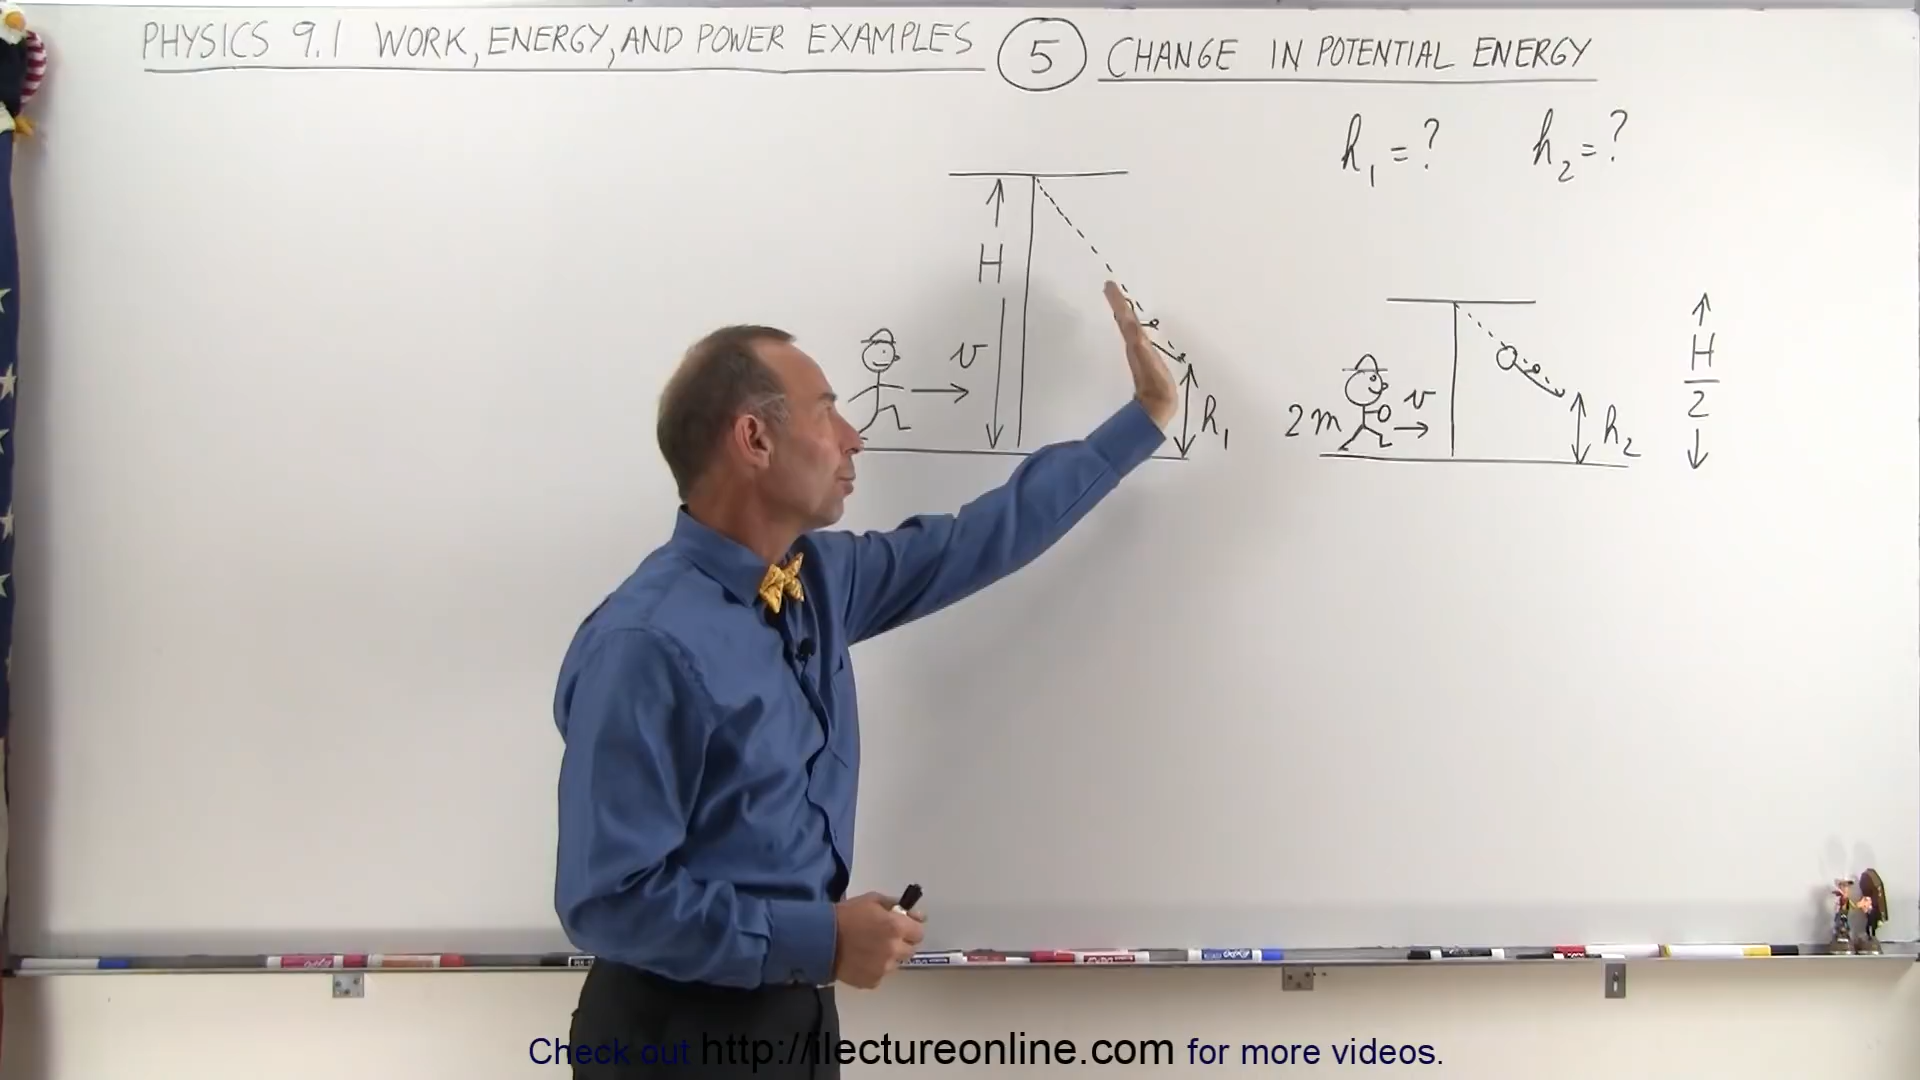 PHYSICS 9.1 WORK, ENERGY, AND POWER EXAMPLES 5 CHANGE IN POTENTIAL ENERGY
h₁ = ? h₂ = ?
H
v
h₁
2m
v
h₂
H
2
Check out http://ilectureonline.com for more videos.